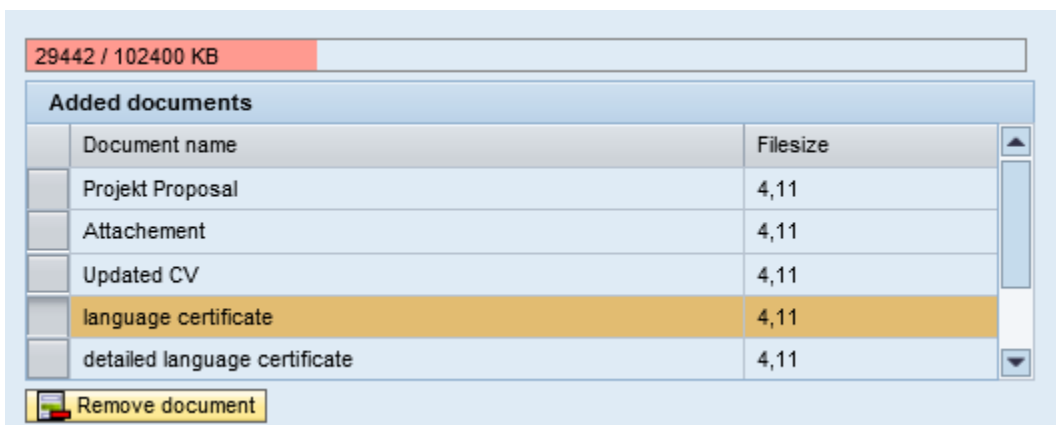 29442 / 102400 KB
Added documents
Document name Filesize
Projekt Proposal 4,11
Attachement 4,11
Updated CV 4,11
language certificate 4,11
detailed language certificate 4,11
Remove document